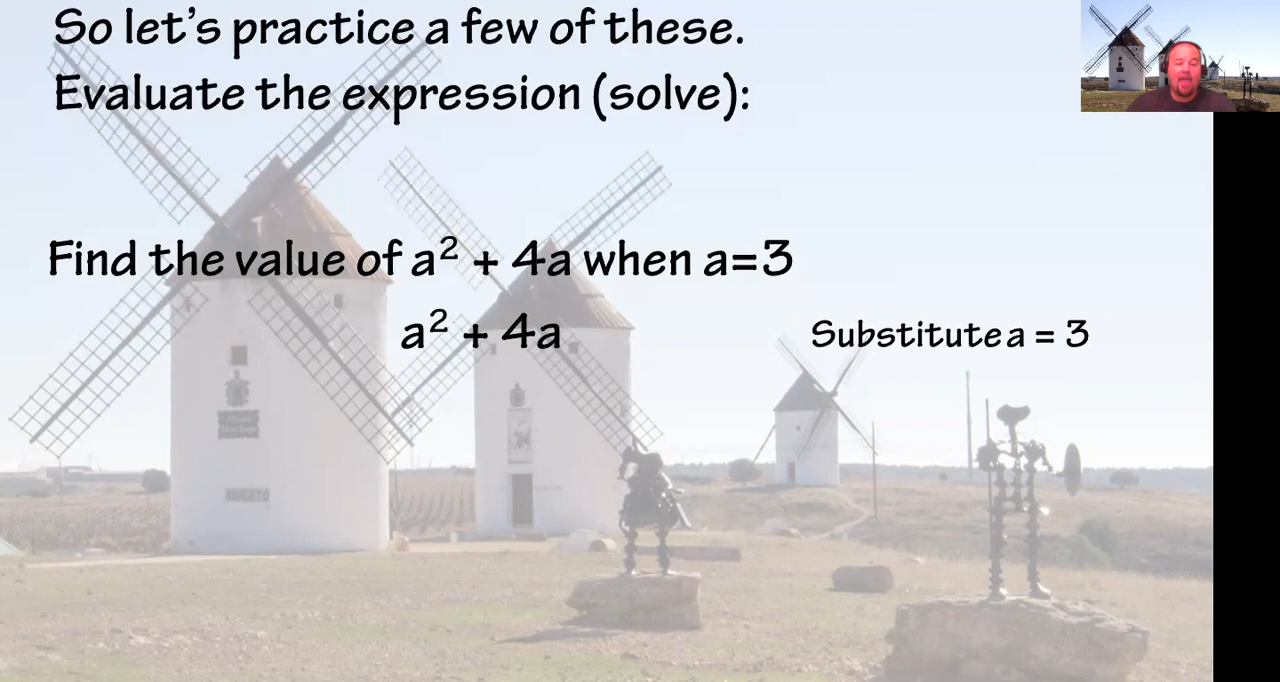 So let's practice a few of these.
Evaluate the expression (solve):
Find the value of a² + 4a when a=3
a² + 4a
Substitute a = 3
ABIERTO